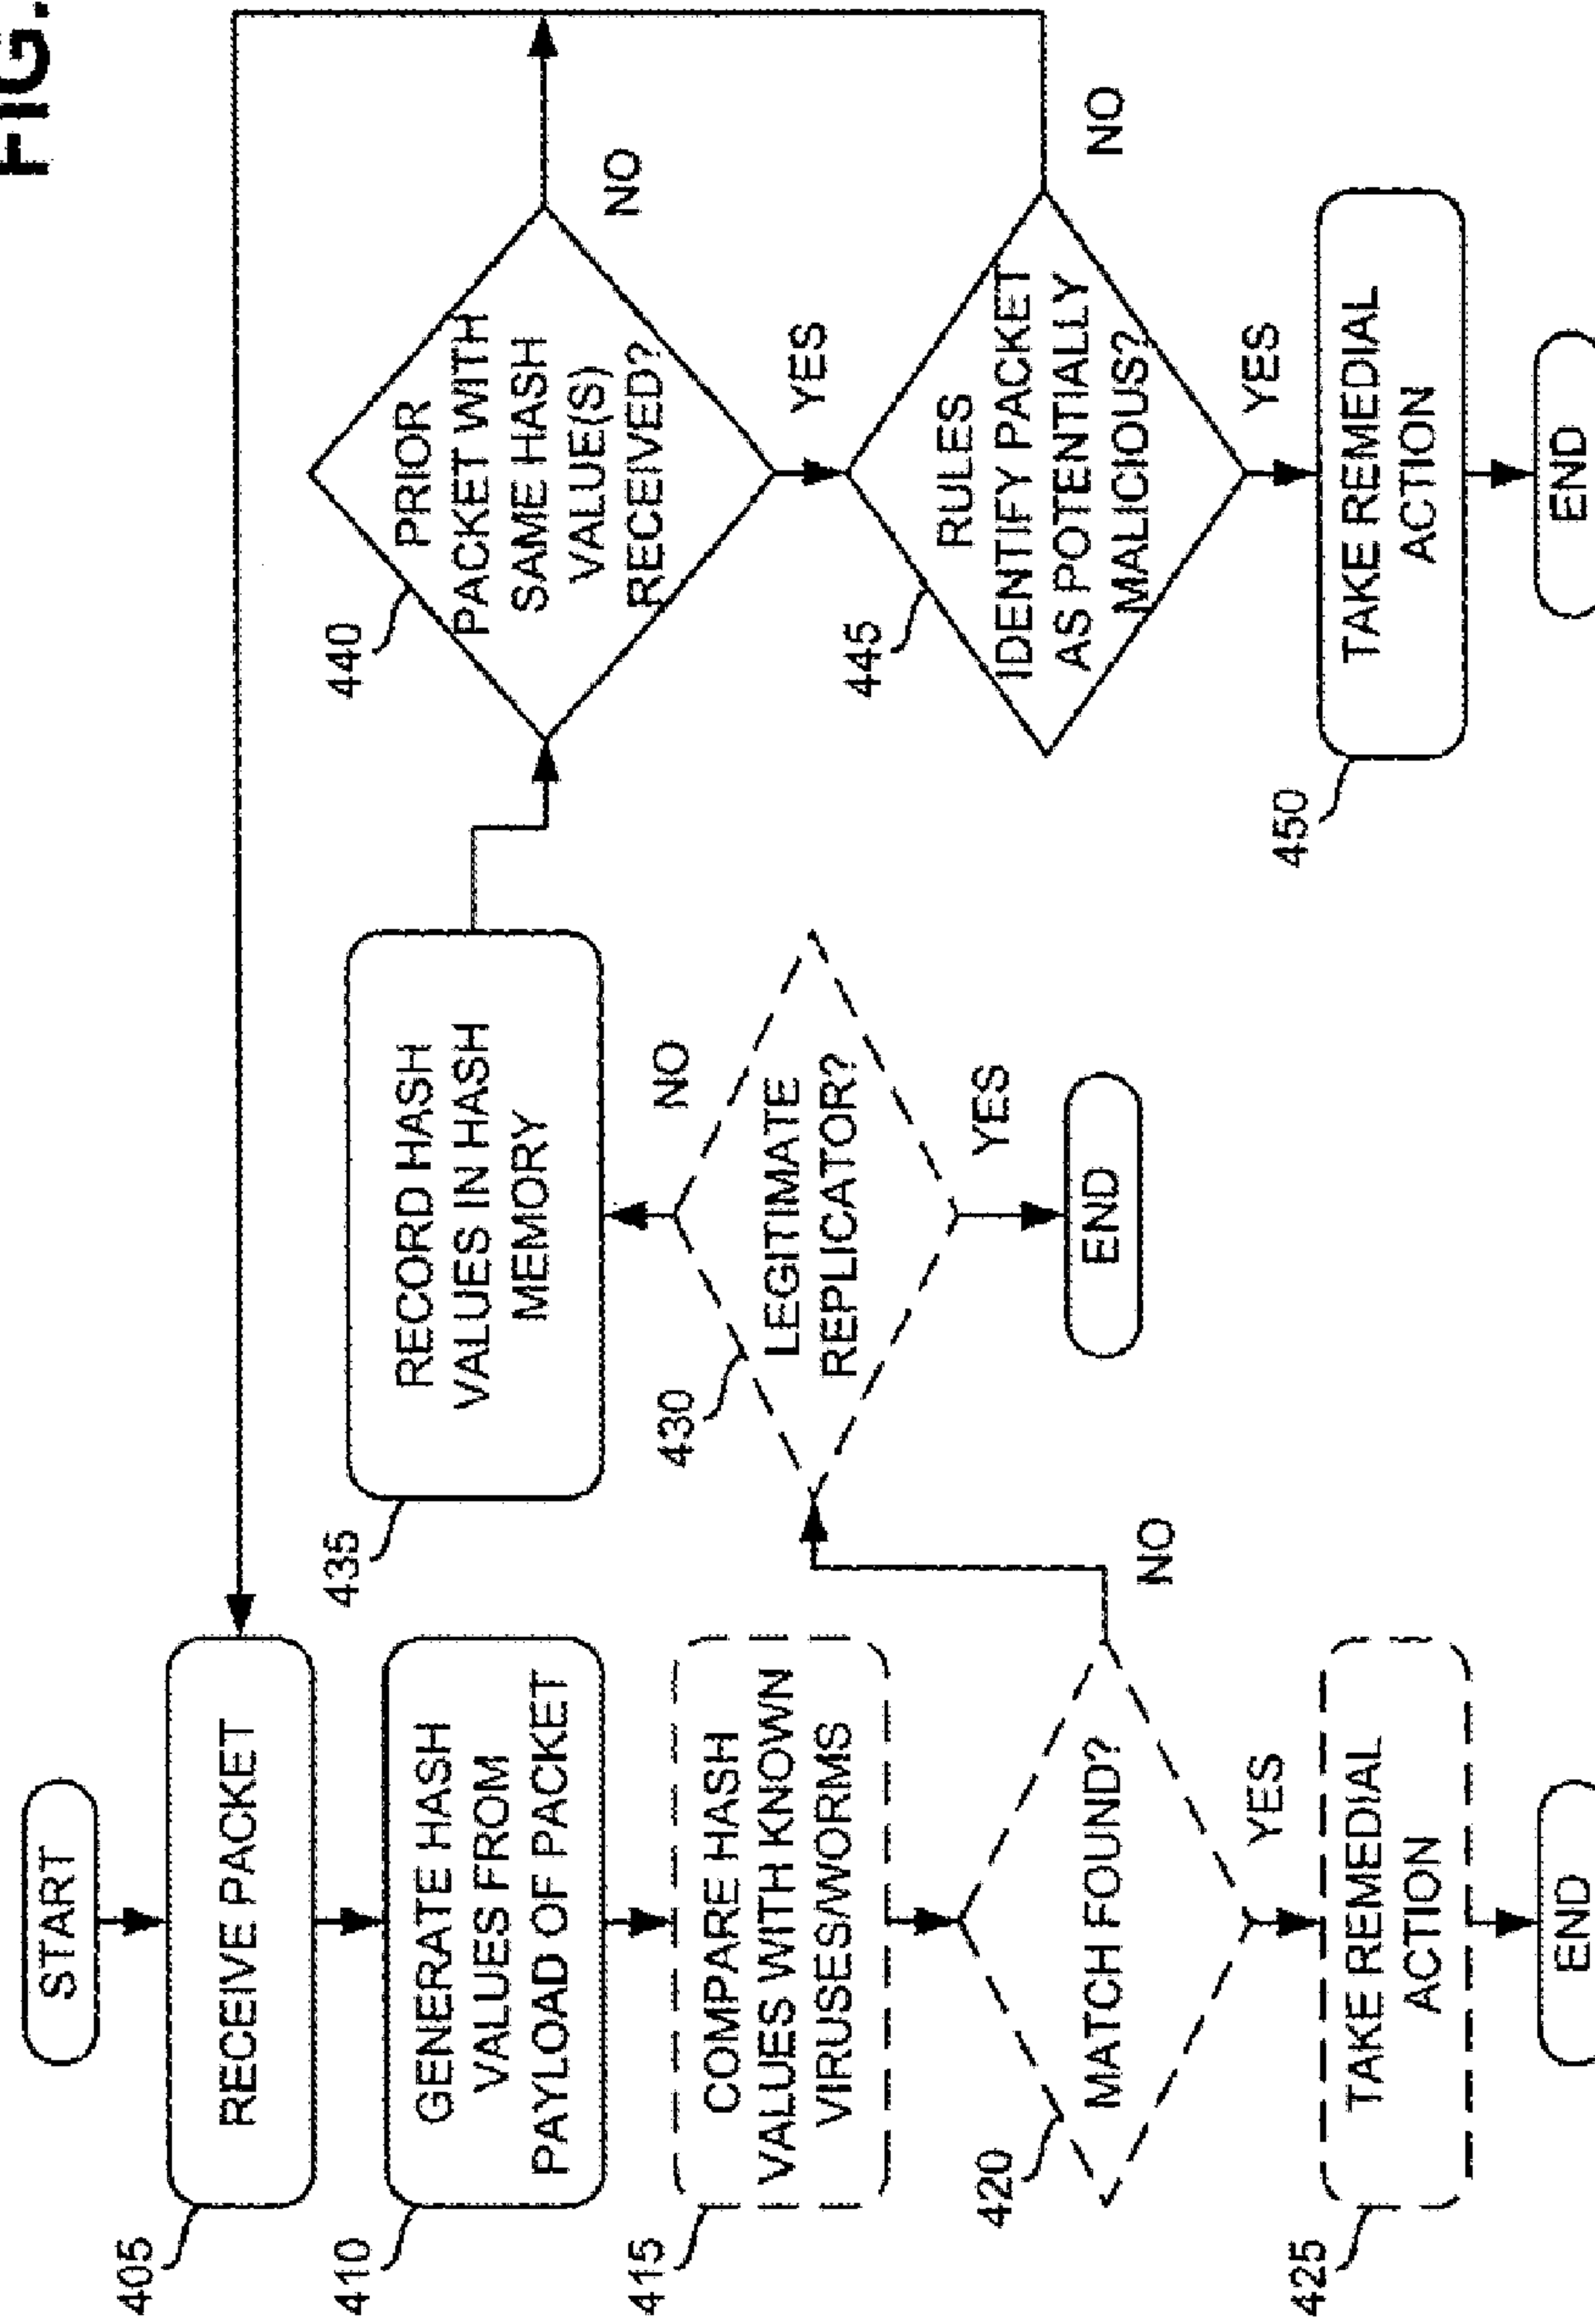 FIG.
START
405
RECEIVE PACKET
410
GENERATE HASH
VALUES FROM
PAYLOAD OF PACKET
415
COMPARE HASH
VALUES WITH KNOWN
VIRUSES/WORMS
420
MATCH FOUND?
NO
YES
425
TAKE REMEDIAL
ACTION
END
430
LEGITIMATE
REPLICATOR?
NO
YES
END
435
RECORD HASH
VALUES IN HASH
MEMORY
440
PRIOR
PACKET WITH
SAME HASH
VALUE(S)
RECEIVED?
NO
YES
445
RULES
IDENTIFY PACKET
AS POTENTIALLY
MALICIOUS?
NO
YES
450
TAKE REMEDIAL
ACTION
END